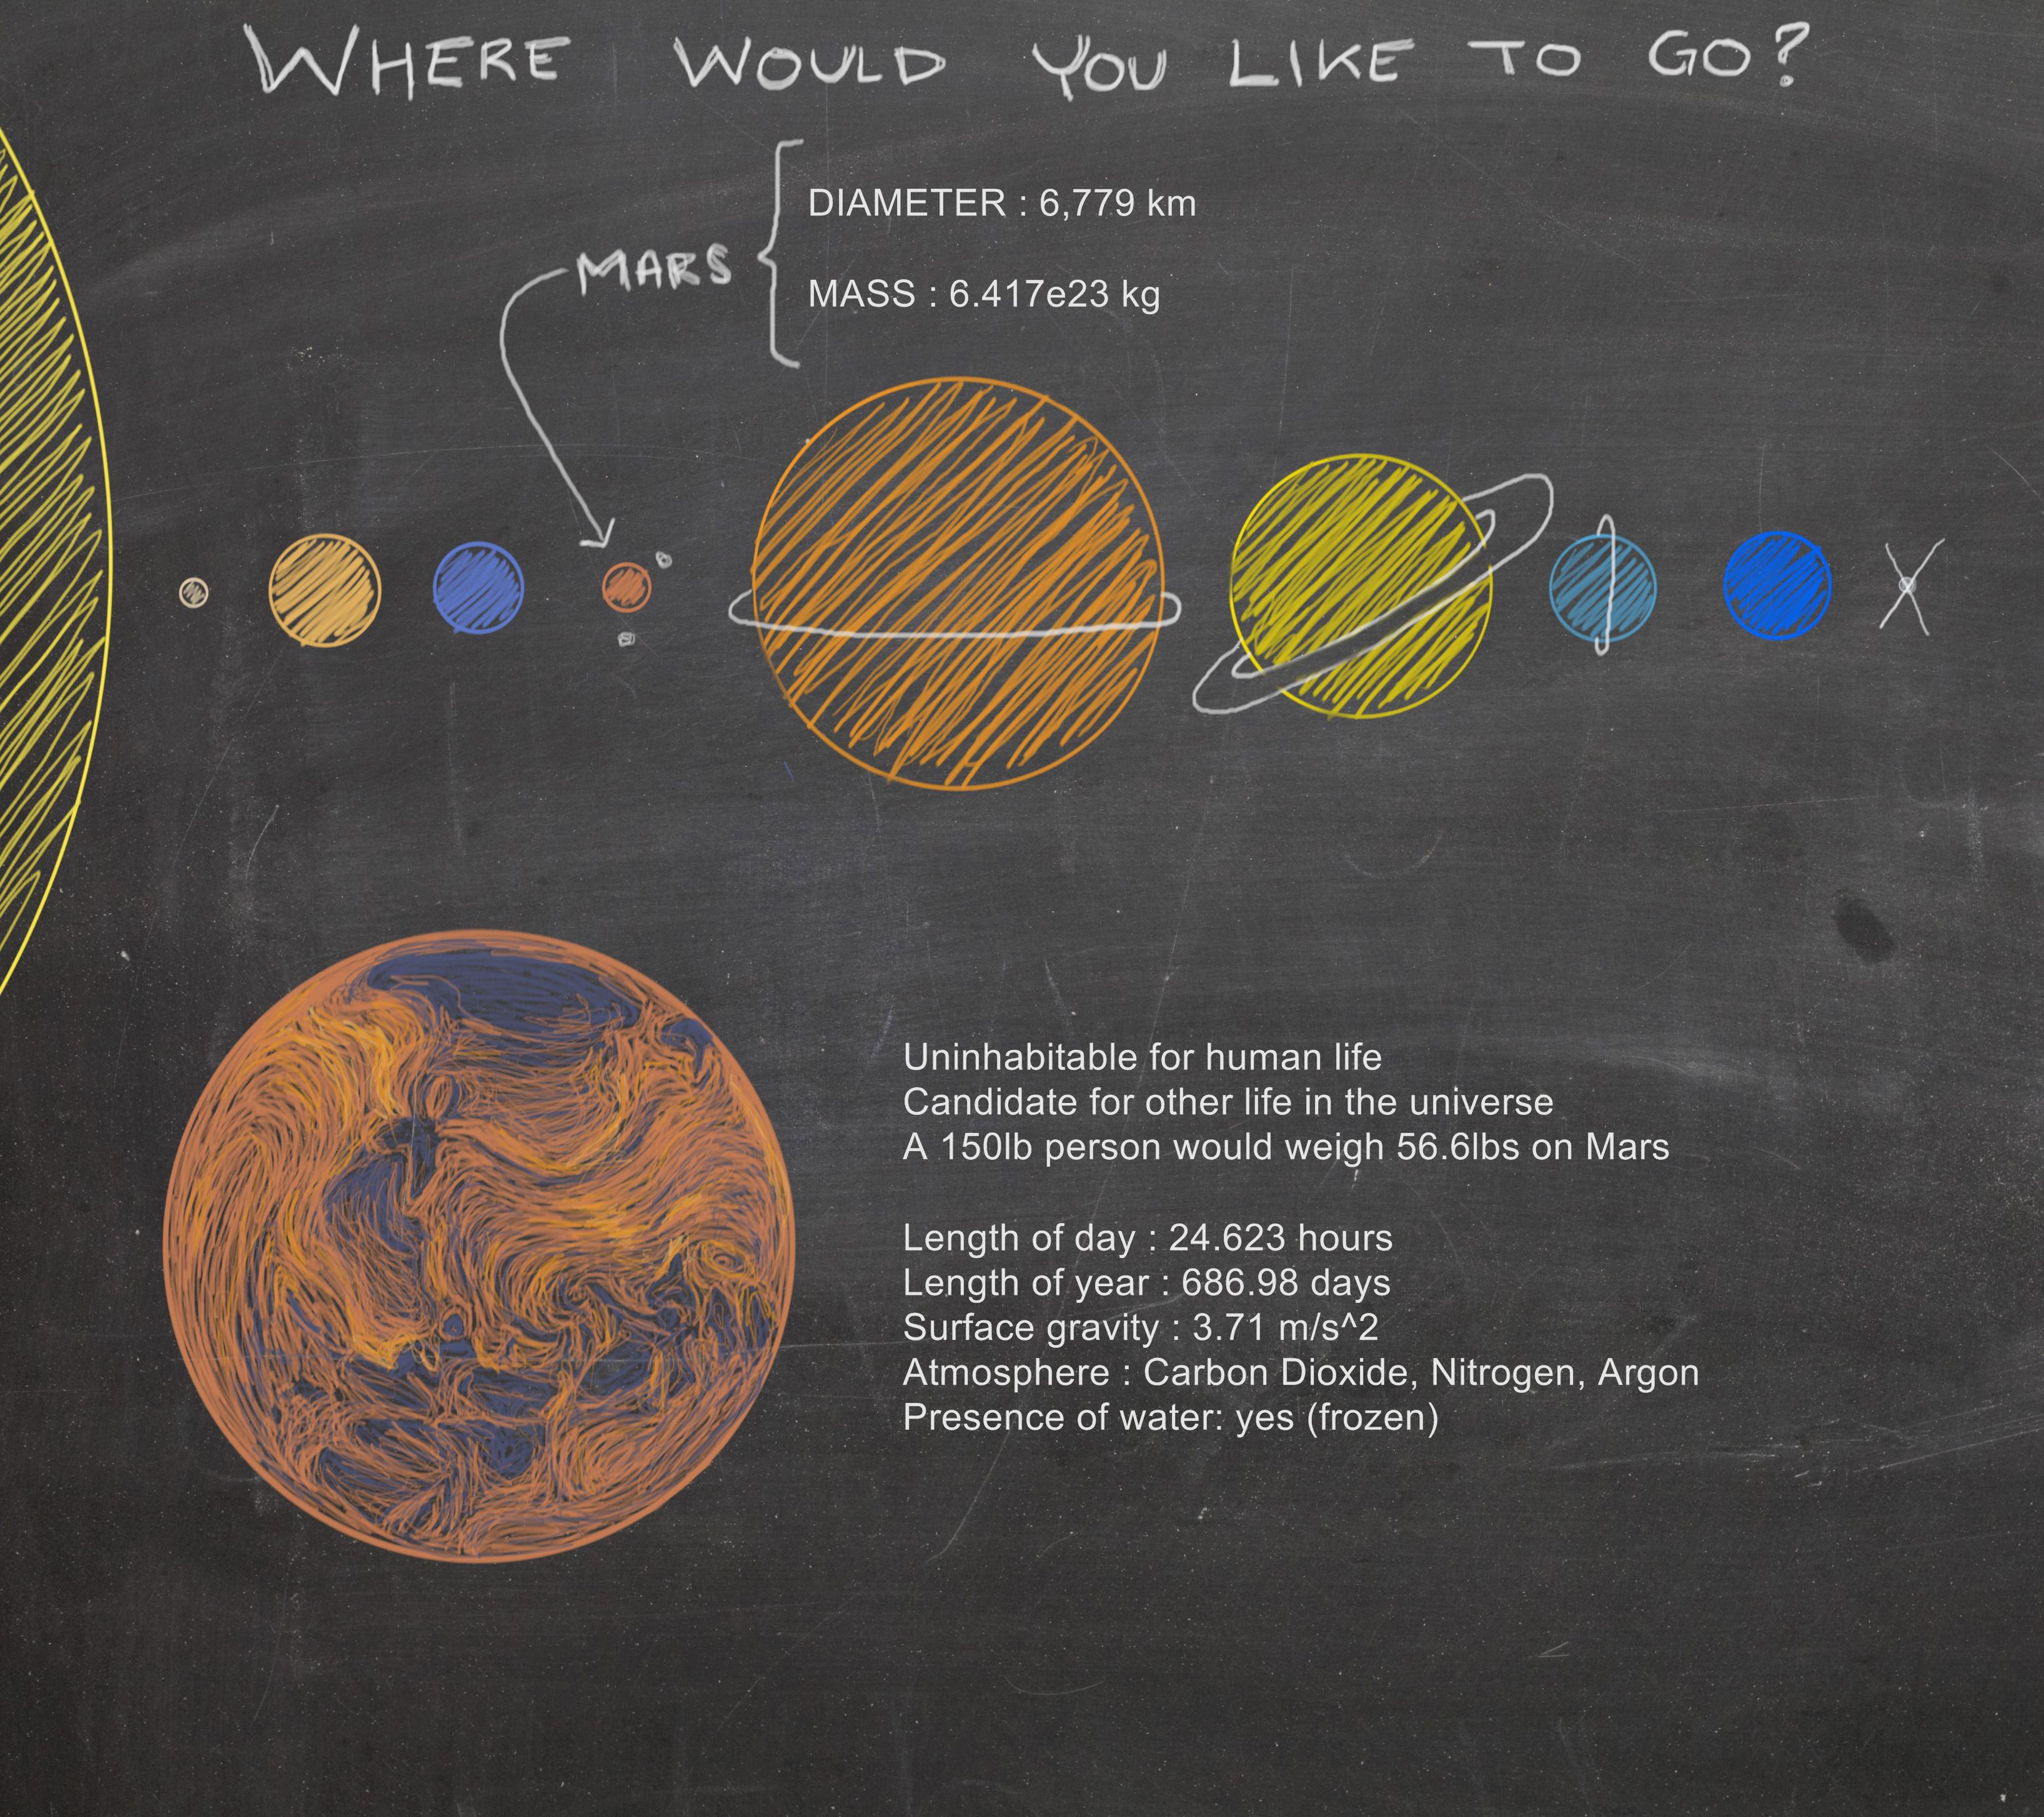 WHERE WOULD YOU LIKE TO GO?
DIAMETER : 6,779 km
MARS
MASS : 6.417e23 kg
Uninhabitable for human life
Candidate for other life in the universe
A 150lb person would weigh 56.6lbs on Mars
Length of day : 24.623 hours
Length of year : 686.98 days
Surface gravity : 3.71 m/s^2
Atmosphere : Carbon Dioxide, Nitrogen, Argon
Presence of water: yes (frozen)